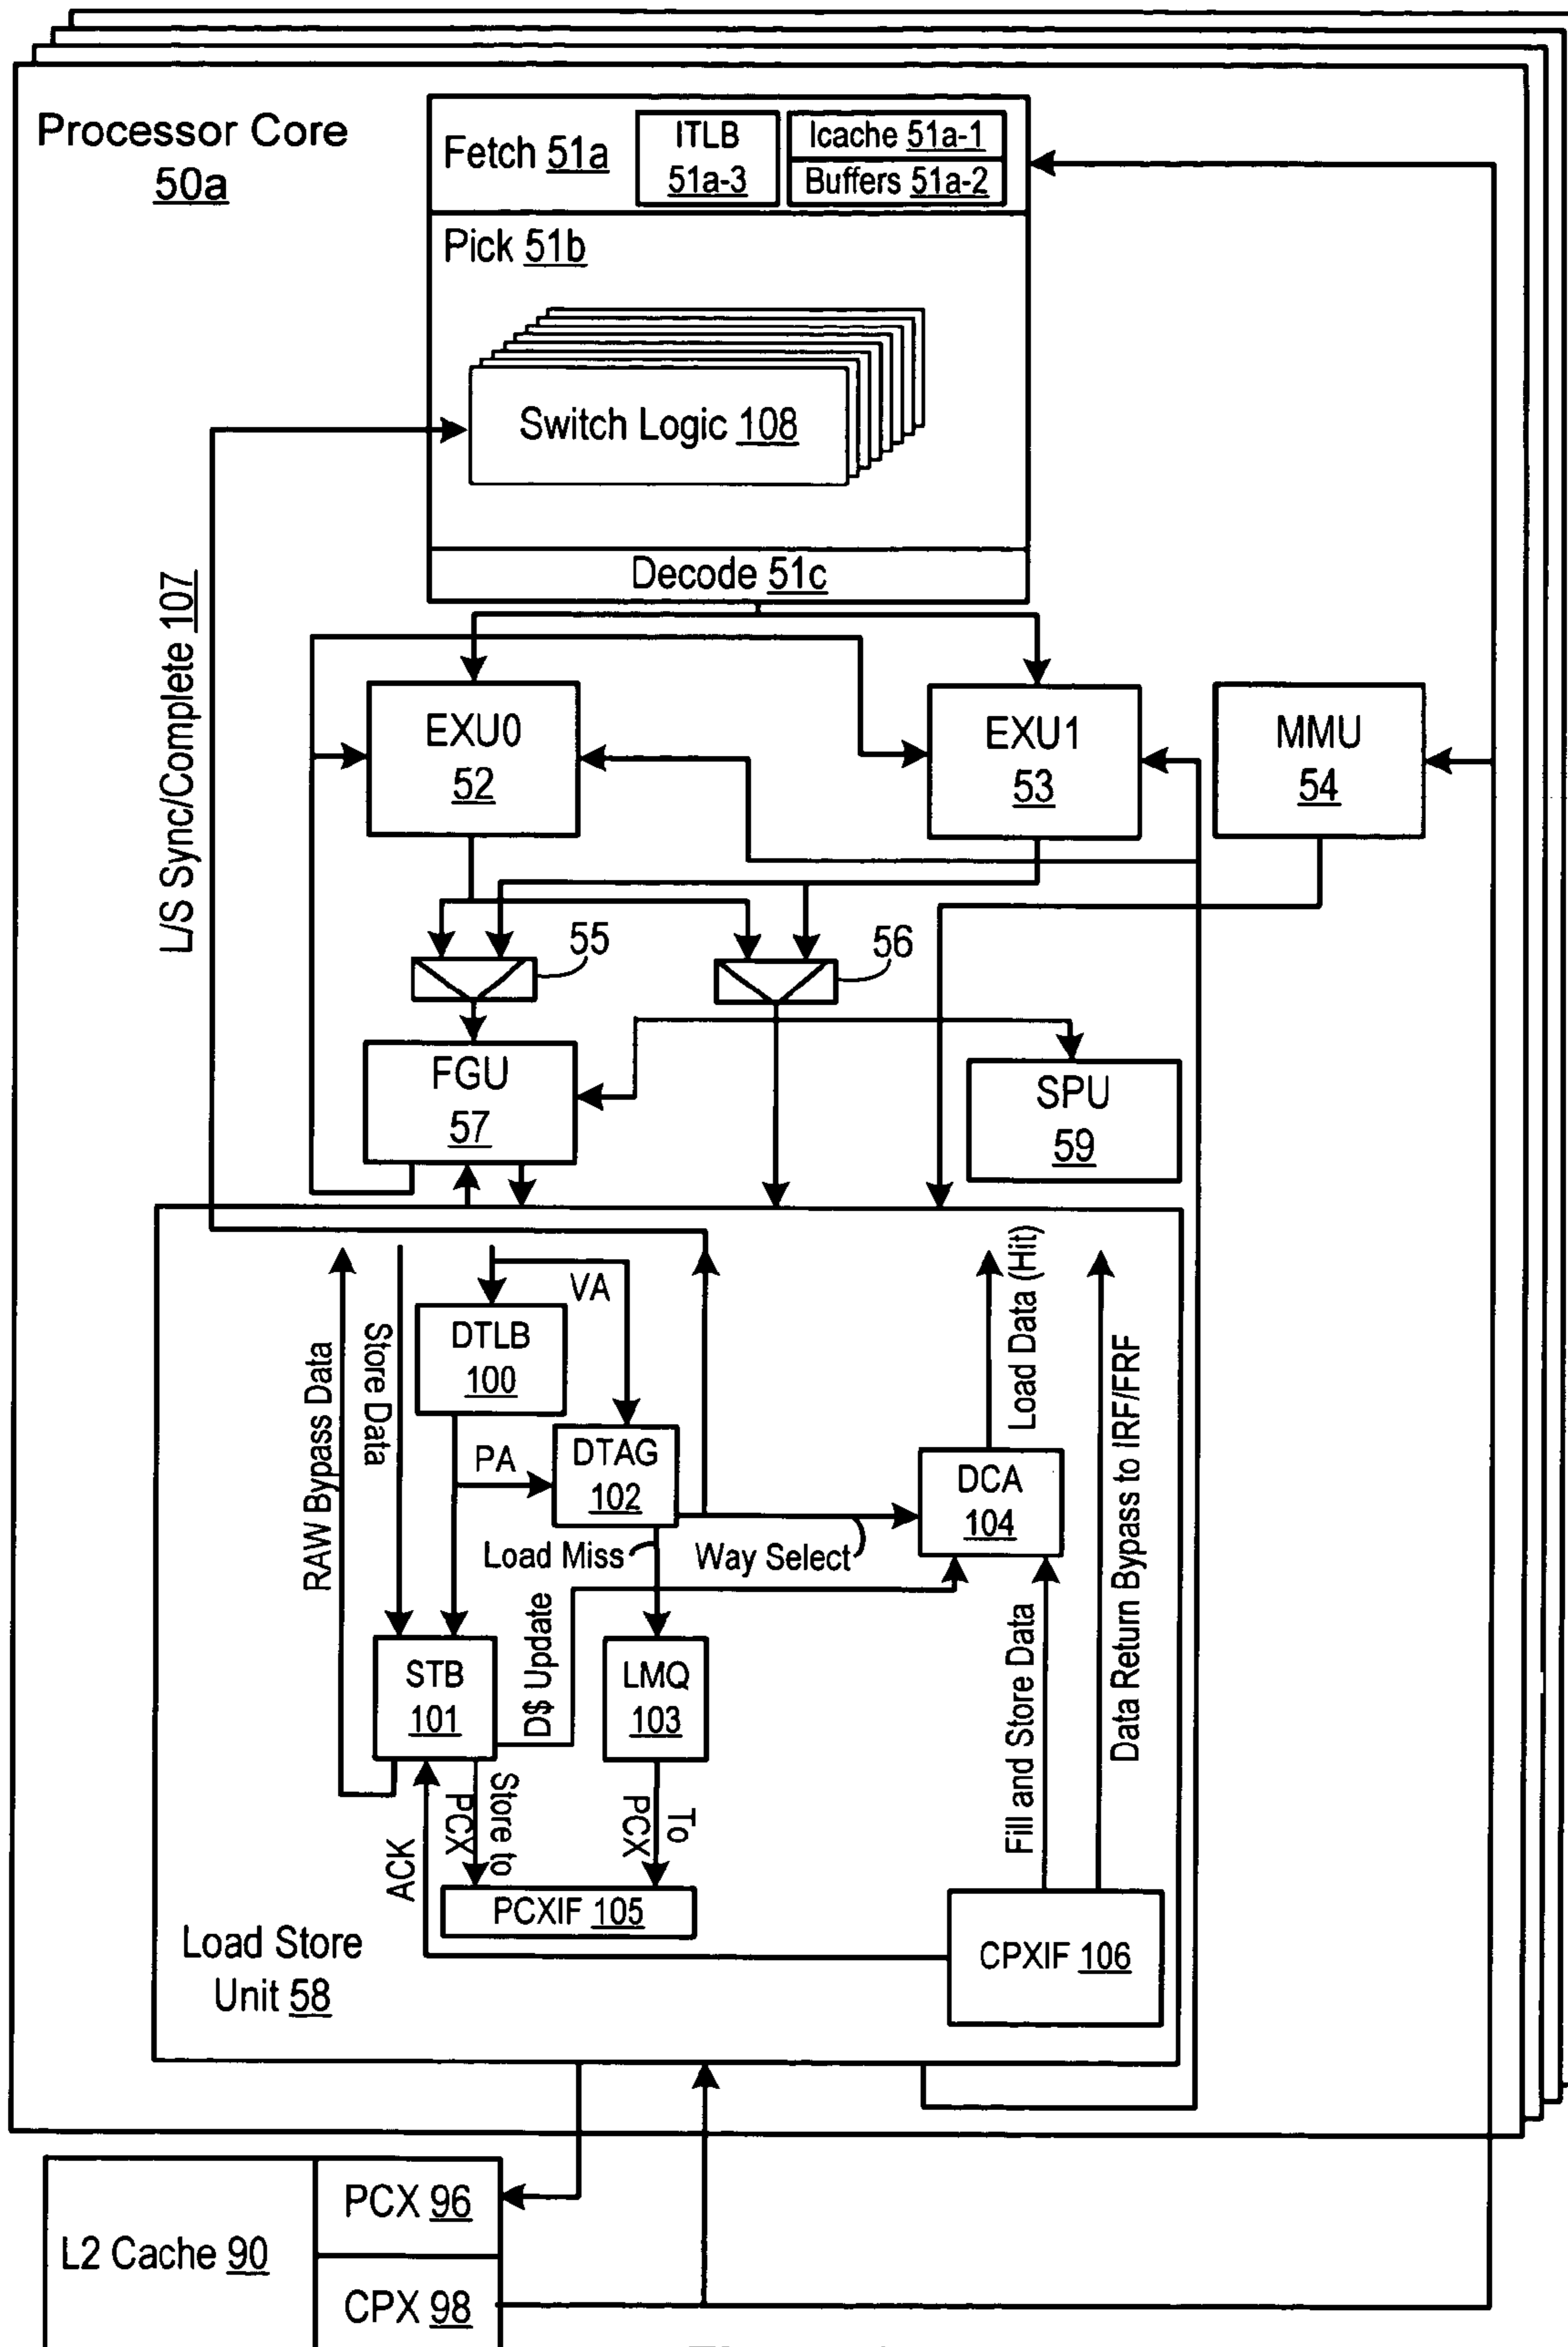 Processor Core
50a
Fetch 51a
ITLB
51a-3
Icache 51a-1
Buffers 51a-2
Pick 51b
Switch Logic 108
Decode 51c
L/S Sync/Complete 107
EXU0
52
EXU1
53
MMU
54
55
56
FGU
57
SPU
59
RAW Bypass Data
Store Data
VA
DTLB
100
PA
DTAG
102
Load Data (Hit)
Data Return Bypass to IRF/FRF
DCA
104
Load Miss
Way Select
STB
101
D$ Update
LMQ
103
Fill and Store Data
ACK
Store to
PCX
To
PCX
PCXIF 105
CPXIF 106
Load Store
Unit 58
L2 Cache 90
PCX 96
CPX 98